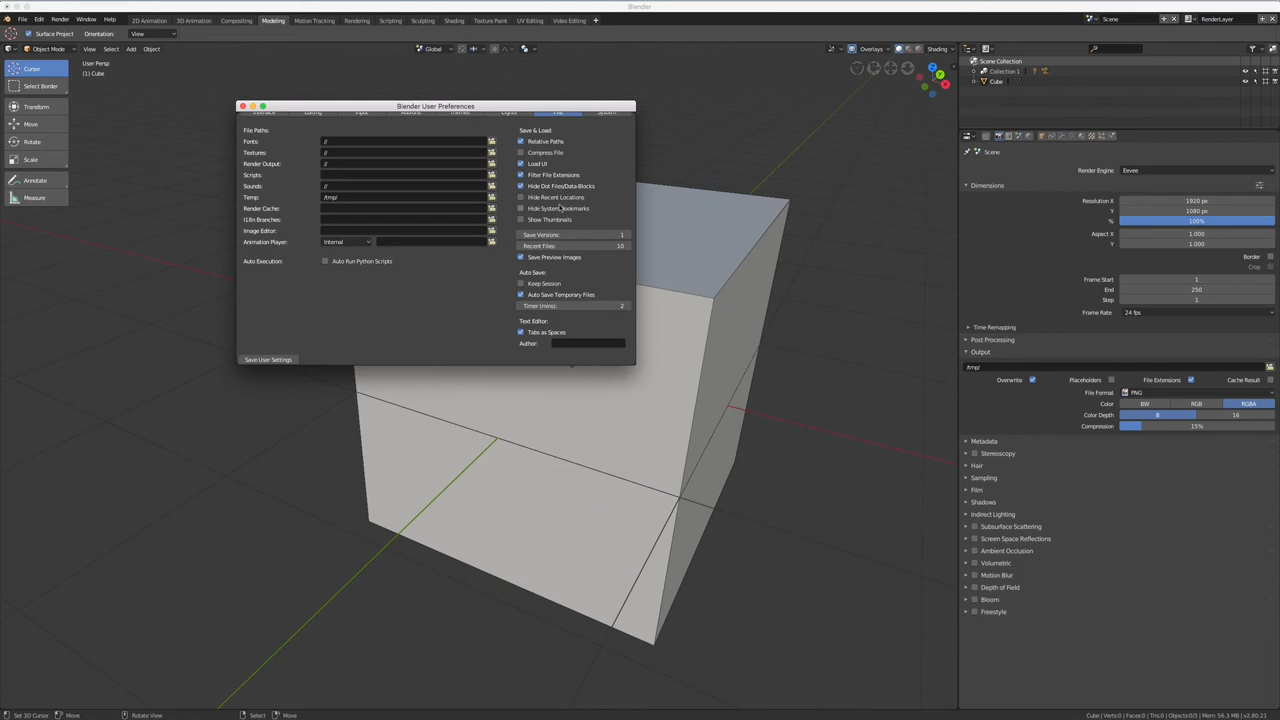 Blender
File Edit Render Window Help
2D Animation 3D Animation Compositing Modeling Motion Tracking Rendering Scripting Sculpting Shading Texture Paint UV Editing Video Editing +
Scene
RenderLayer
Surface Project Orientation: View
Object Mode View Select Add Object
Global
Overlays
Shading
User Persp
(1) Cube
Cursor
Select Border
Transform
Move
Rotate
Scale
Annotate
Measure
Blender User Preferences
Interface Editing Input Add-ons Themes Lights File System
File Paths:
Fonts: //
Textures: //
Render Output: //
Scripts:
Sounds: //
Temp: /tmp/
Render Cache:
I18n Branches:
Image Editor:
Animation Player: Internal
Auto Execution: Auto Run Python Scripts
Save & Load:
Relative Paths
Compress File
Load UI
Filter File Extensions
Hide Dot Files/Data-Blocks
Hide Recent Locations
Hide System Bookmarks
Show Thumbnails
Save Versions: 1
Recent Files: 10
Save Preview Images
Auto Save:
Keep Session
Auto Save Temporary Files
Timer (mins): 2
Text Editor:
Tabs as Spaces
Author:
Save User Settings
Z
Y
Scene Collection
Collection 1
Cube
Scene
Render Engine Eevee
Dimensions
Resolution X 1920 px
Y 1080 px
% 100%
Aspect X 1.000
Y 1.000
Border
Crop
Frame Start 1
End 250
Step 1
Frame Rate 24 fps
Time Remapping
Post Processing
Output
/tmp/
Overwrite Placeholders File Extensions Cache Result
File Format PNG
Color BW RGB RGBA
Color Depth 8 16
Compression 15%
Metadata
Stereoscopy
Hair
Sampling
Film
Shadows
Indirect Lighting
Subsurface Scattering
Screen Space Reflections
Ambient Occlusion
Volumetric
Motion Blur
Depth of Field
Bloom
Freestyle
Set 3D Cursor Move Rotate View Select Move
Cube | Verts:0 | Faces:0 | Tris:0 | Objects:0/3 | Mem: 56.3 MB | v2.80.21